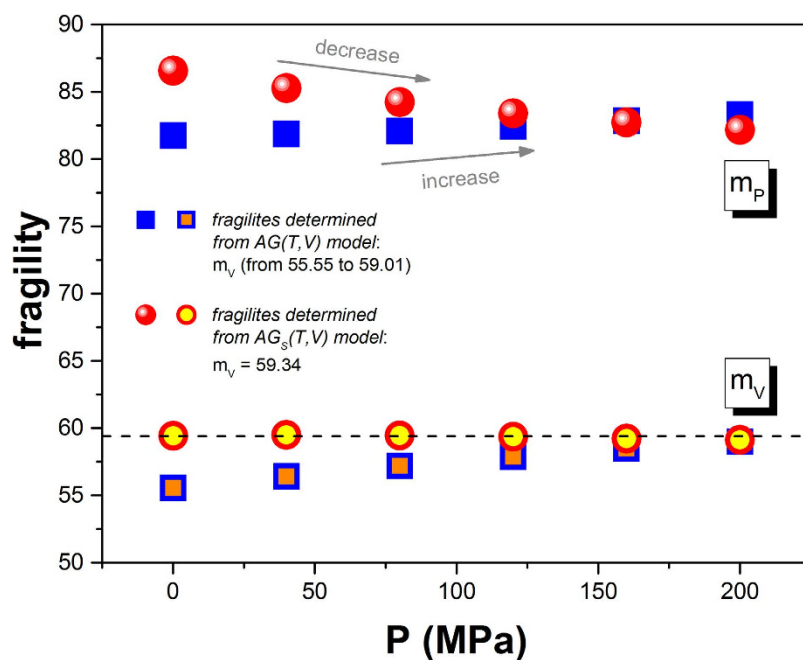 90
85
80
75
70
65
60
55
50
fragility
decrease
increase
m_P
fragilites determined
from AG(T,V) model:
m_V (from 55.55 to 59.01)
fragilites determined
from AG_S(T,V) model:
m_V = 59.34
m_V
0
50
100
150
200
P (MPa)